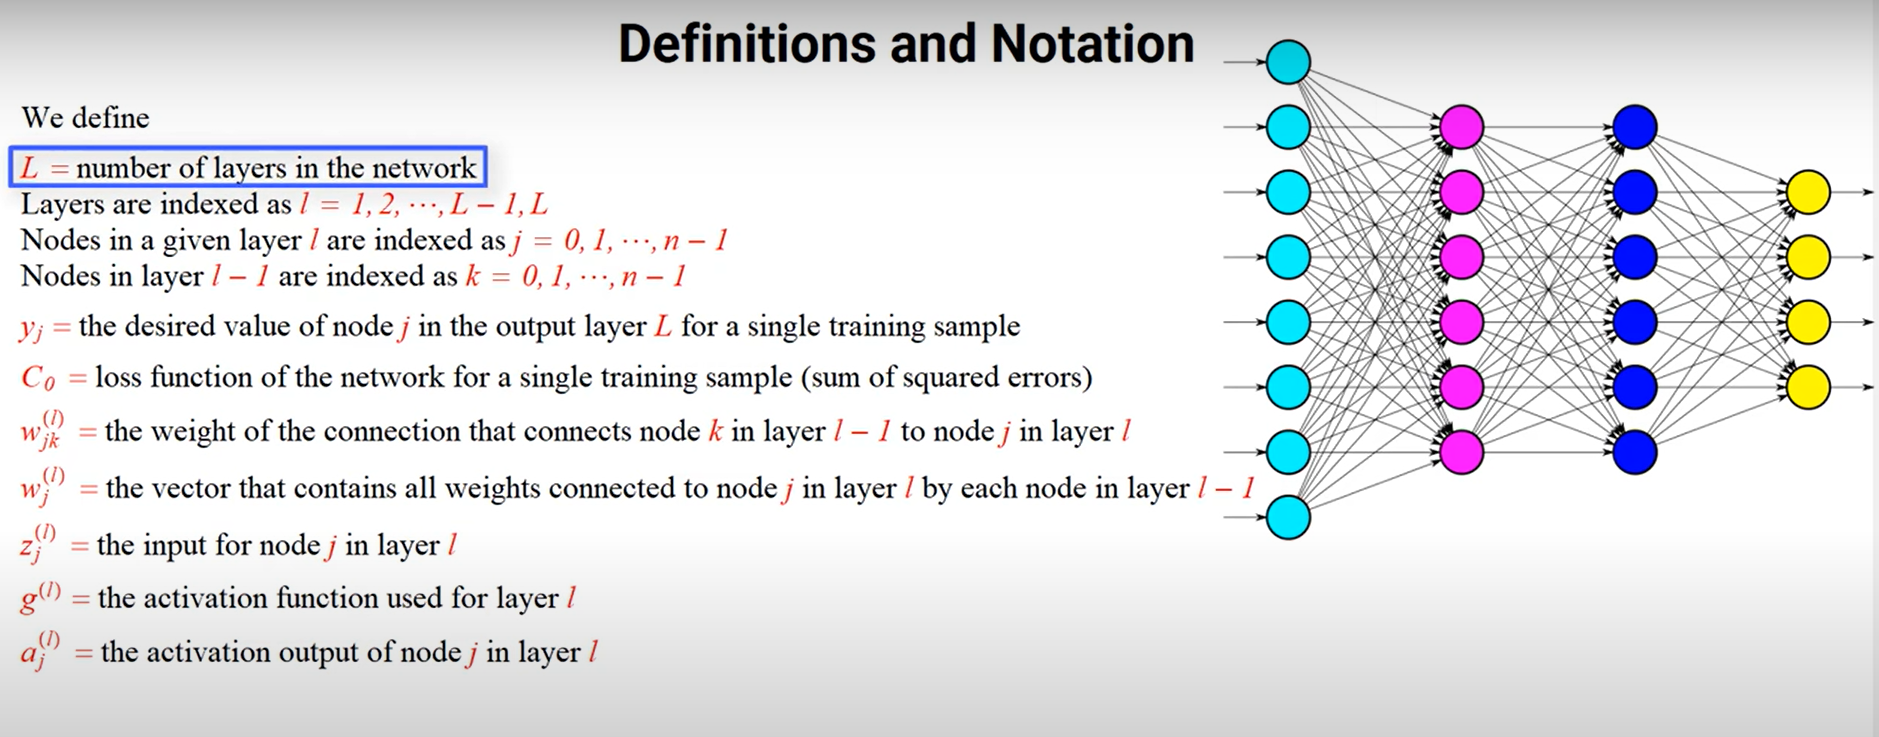 Definitions and Notation
We define
L = number of layers in the network
Layers are indexed as l = 1, 2, ⋯, L – 1, L
Nodes in a given layer l are indexed as j = 0, 1, ⋯, n – 1
Nodes in layer l – 1 are indexed as k = 0, 1, ⋯, n – 1
y_j = the desired value of node j in the output layer L for a single training sample
C_0 = loss function of the network for a single training sample (sum of squared errors)
w_{jk}^{(l)} = the weight of the connection that connects node k in layer l – 1 to node j in layer l
w_j^{(l)} = the vector that contains all weights connected to node j in layer l by each node in layer l – 1
z_j^{(l)} = the input for node j in layer l
g^{(l)} = the activation function used for layer l
a_j^{(l)} = the activation output of node j in layer l